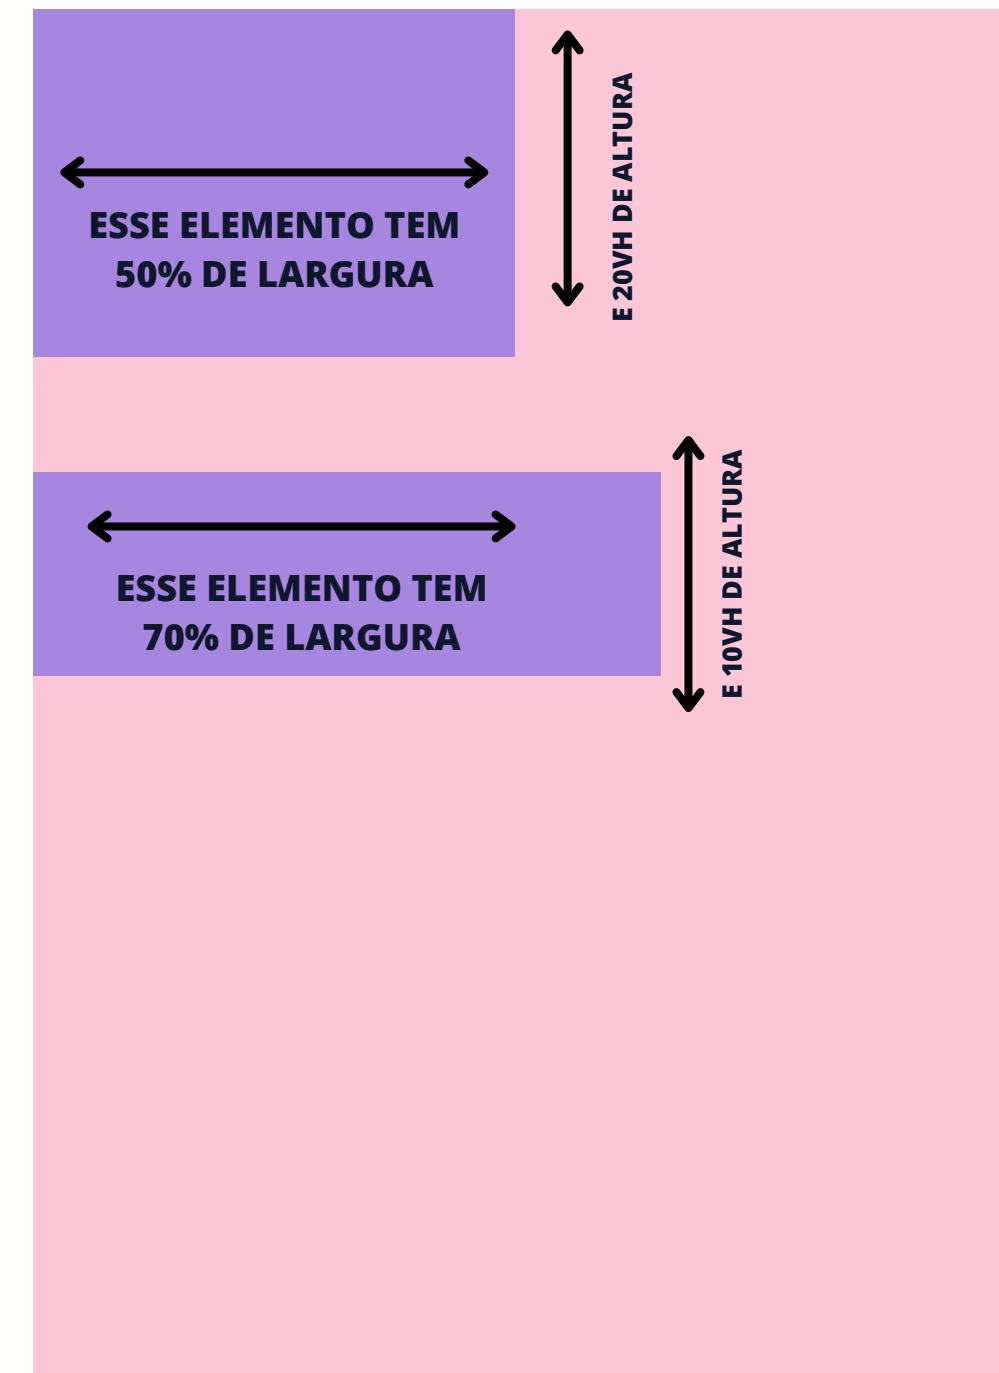 ESSE ELEMENTO TEM
50% DE LARGURA
E 20VH DE ALTURA
ESSE ELEMENTO TEM
70% DE LARGURA
E 10VH DE ALTURA